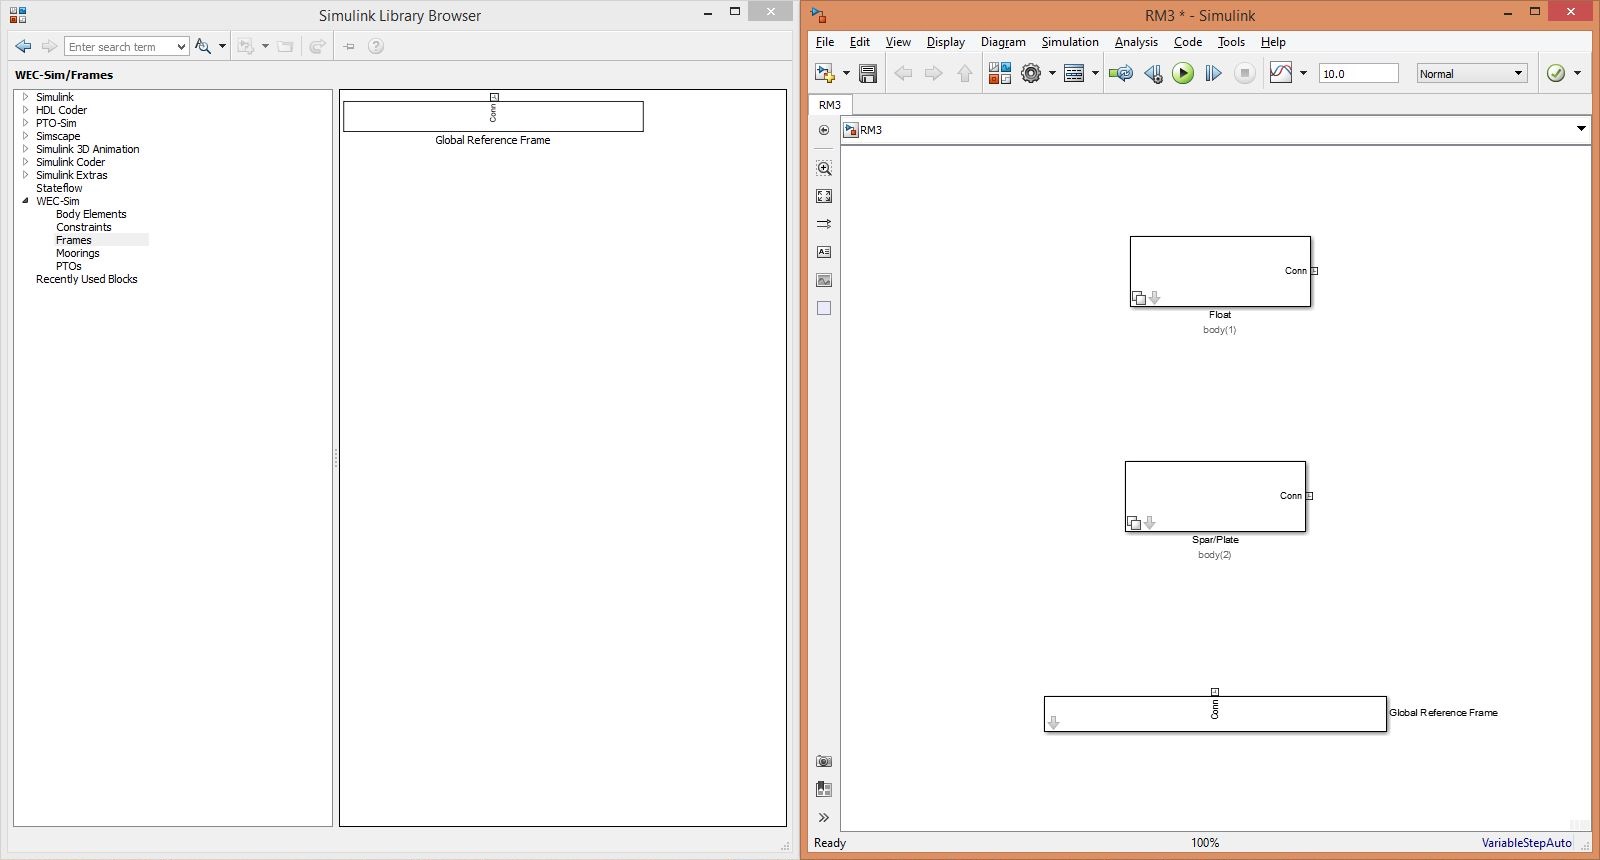 Simulink Library Browser
Enter search term
WEC-Sim/Frames
Simulink
HDL Coder
PTO-Sim
Simscape
Simulink 3D Animation
Simulink Coder
Simulink Extras
Stateflow
WEC-Sim
Body Elements
Constraints
Frames
Moorings
PTOs
Recently Used Blocks
Conn
Global Reference Frame
RM3 * - Simulink
File Edit View Display Diagram Simulation Analysis Code Tools Help
10.0 Normal
RM3
RM3
Conn
Float
body(1)
Conn
Spar/Plate
body(2)
Conn
Global Reference Frame
Ready 100% VariableStepAuto